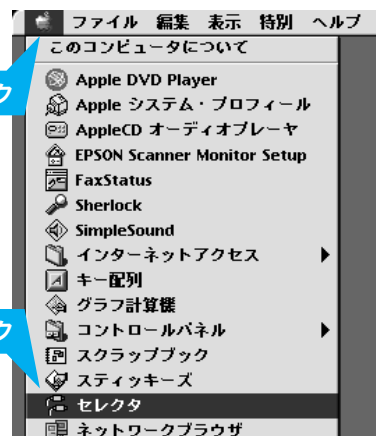 ファイル 編集 表示 特別 ヘルプ
このコンピュータについて
ク
Apple DVD Player
Apple システム・プロフィール
AppleCD オーディオプレーヤ
EPSON Scanner Monitor Setup
FaxStatus
Sherlock
SimpleSound
インターネットアクセス
キー配列
グラフ計算機
コントロールパネル
ク
スクラップブック
スティッキーズ
セレクタ
ネットワークブラウザ